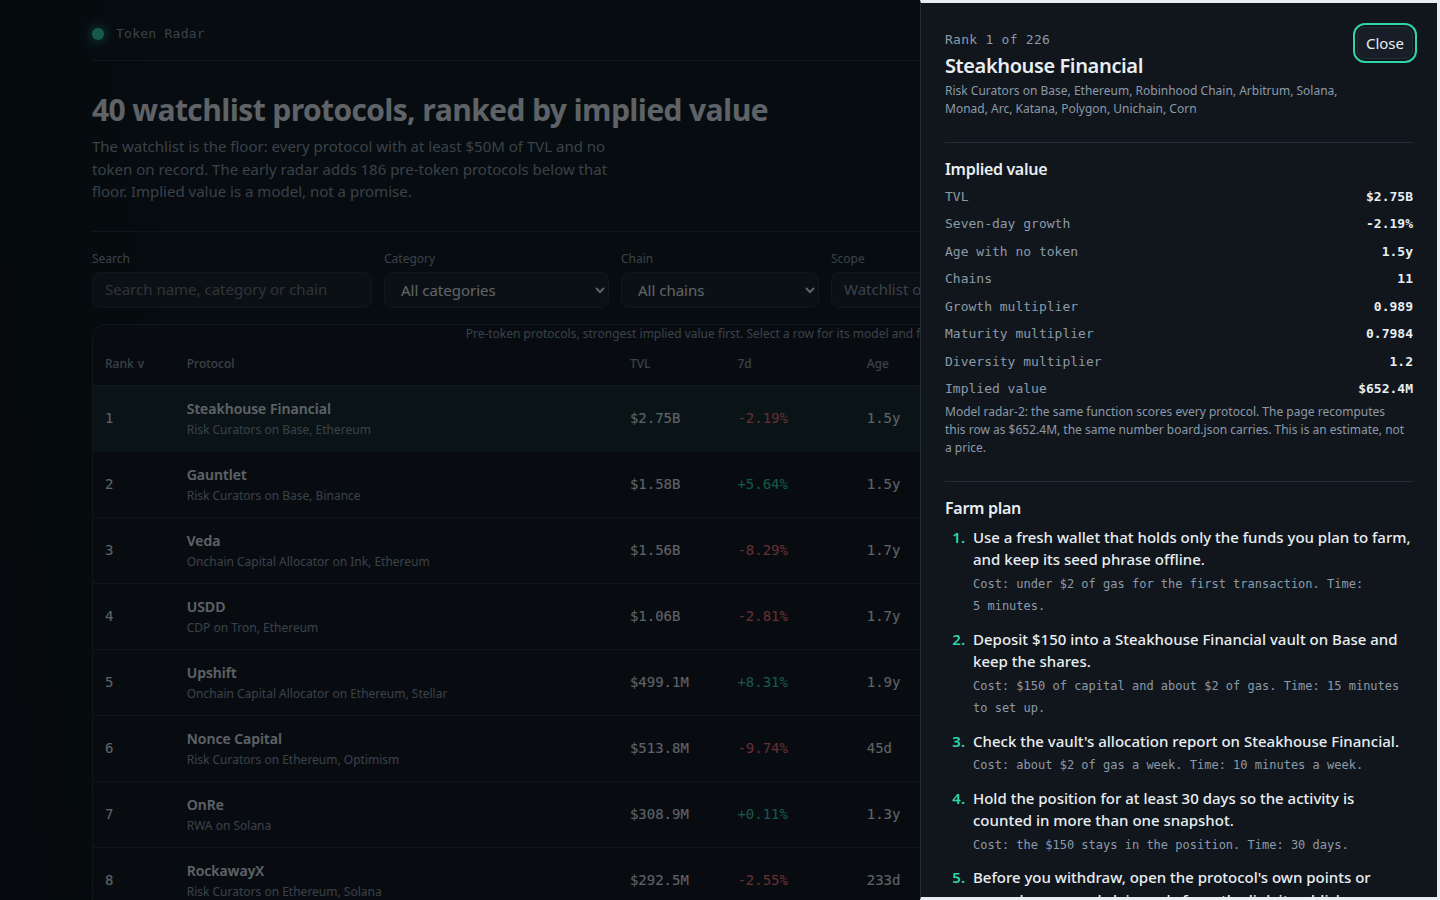 Token Radar
40 watchlist protocols, ranked by implied value
The watchlist is the floor: every protocol with at least $50M of TVL and no
token on record. The early radar adds 186 pre-token protocols below that
floor. Implied value is a model, not a promise.
Search
Category
Chain
Scope
Search name, category or chain
All categories
All chains
Watchlist o
Pre-token protocols, strongest implied value first. Select a row for its model and f
Rank v
Protocol
TVL
7d
Age
1
Steakhouse Financial
Risk Curators on Base, Ethereum
$2.75B
-2.19%
1.5y
2
Gauntlet
Risk Curators on Base, Binance
$1.58B
+5.64%
1.5y
3
Veda
Onchain Capital Allocator on Ink, Ethereum
$1.56B
-8.29%
1.7y
4
USDD
CDP on Tron, Ethereum
$1.06B
-2.81%
1.7y
5
Upshift
Onchain Capital Allocator on Ethereum, Stellar
$499.1M
+8.31%
1.9y
6
Nonce Capital
Risk Curators on Ethereum, Optimism
$513.8M
-9.74%
45d
7
OnRe
RWA on Solana
$308.9M
+0.11%
1.3y
8
RockawayX
Risk Curators on Ethereum, Solana
$292.5M
-2.55%
233d
Rank 1 of 226
Close
Steakhouse Financial
Risk Curators on Base, Ethereum, Robinhood Chain, Arbitrum, Solana,
Monad, Arc, Katana, Polygon, Unichain, Corn
Implied value
TVL $2.75B
Seven-day growth -2.19%
Age with no token 1.5y
Chains 11
Growth multiplier 0.989
Maturity multiplier 0.7984
Diversity multiplier 1.2
Implied value $652.4M
Model radar-2: the same function scores every protocol. The page recomputes
this row as $652.4M, the same number board.json carries. This is an estimate, not
a price.
Farm plan
1. Use a fresh wallet that holds only the funds you plan to farm,
and keep its seed phrase offline.
Cost: under $2 of gas for the first transaction. Time:
5 minutes.
2. Deposit $150 into a Steakhouse Financial vault on Base and
keep the shares.
Cost: $150 of capital and about $2 of gas. Time: 15 minutes
to set up.
3. Check the vault's allocation report on Steakhouse Financial.
Cost: about $2 of gas a week. Time: 10 minutes a week.
4. Hold the position for at least 30 days so the activity is
counted in more than one snapshot.
Cost: the $150 stays in the position. Time: 30 days.
5. Before you withdraw, open the protocol's own points or